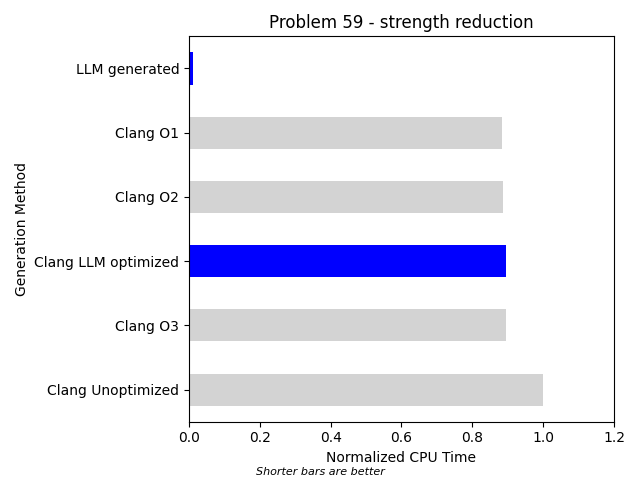 Problem 59 - strength reduction
Generation Method
LLM generated
Clang O1
Clang O2
Clang LLM optimized
Clang O3
Clang Unoptimized
0.0 0.2 0.4 0.6 0.8 1.0 1.2
Normalized CPU Time
Shorter bars are better